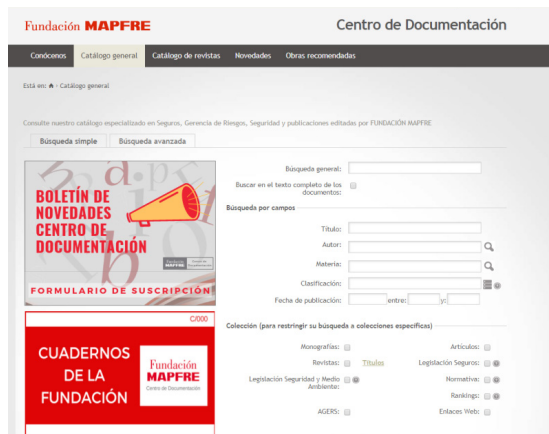 Fundación MAPFRE
Centro de Documentación
Conócenos Catálogo general Catálogo de revistas Novedades Obras recomendadas
Está en: › Catálogo general
Consulte nuestro catálogo especializado en Seguros, Gerencia de Riesgos, Seguridad y publicaciones editadas por FUNDACIÓN MAPFRE
Búsqueda simple Búsqueda avanzada
BOLETÍN DE
NOVEDADES
CENTRO DE
DOCUMENTACIÓN
Fundación
MAPFRE
FORMULARIO DE SUSCRIPCIÓN
C/000
CUADERNOS
DE LA
FUNDACIÓN
Fundación
MAPFRE
Centro de Documentación
Búsqueda general:
Buscar en el texto completo de los
documentos:
Búsqueda por campos
Título:
Autor:
Materia:
Clasificación:
Fecha de publicación: entre: y:
Colección (para restringir su búsqueda a colecciones específicas)
Monografías: Artículos:
Revistas: Títulos Legislación Seguros:
Legislación Seguridad y Medio
Ambiente:
Normativa:
Rankings:
AGERS: Enlaces Web: